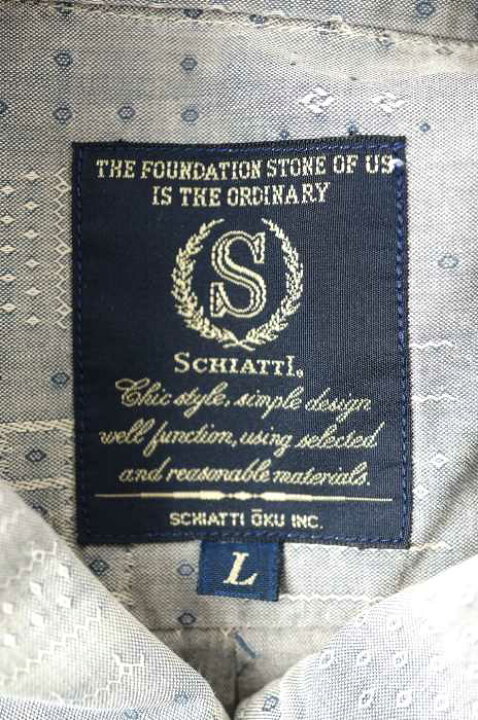 THE FOUNDATION STONE OF US
IS THE ORDINARY
S
SCHIATTI®
Chic style, simple design
well function, using selected
and reasonable materials.
SCHIATTI ŌKU INC.
L